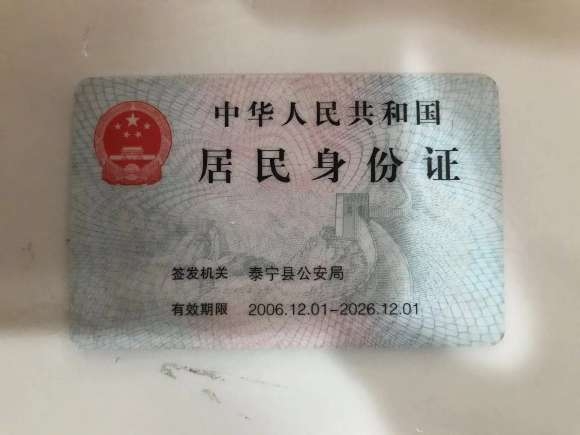 中华人民共和国
居民身份证
签发机关 泰宁县公安局
有效期限 2006.12.01-2026.12.01